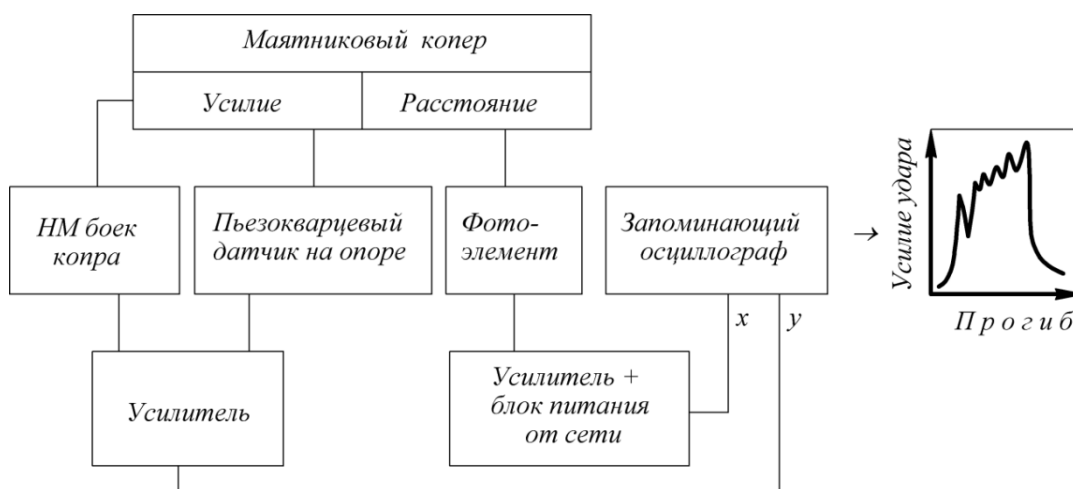 Маятниковый копер
Усилие
Расстояние
НМ боек
копра
Пьезокварцевый
датчик на опоре
Фото-
элемент
Запоминающий
осциллограф
→
Усилие удара
Прогиб
x
y
Усилитель
Усилитель +
блок питания
от сети